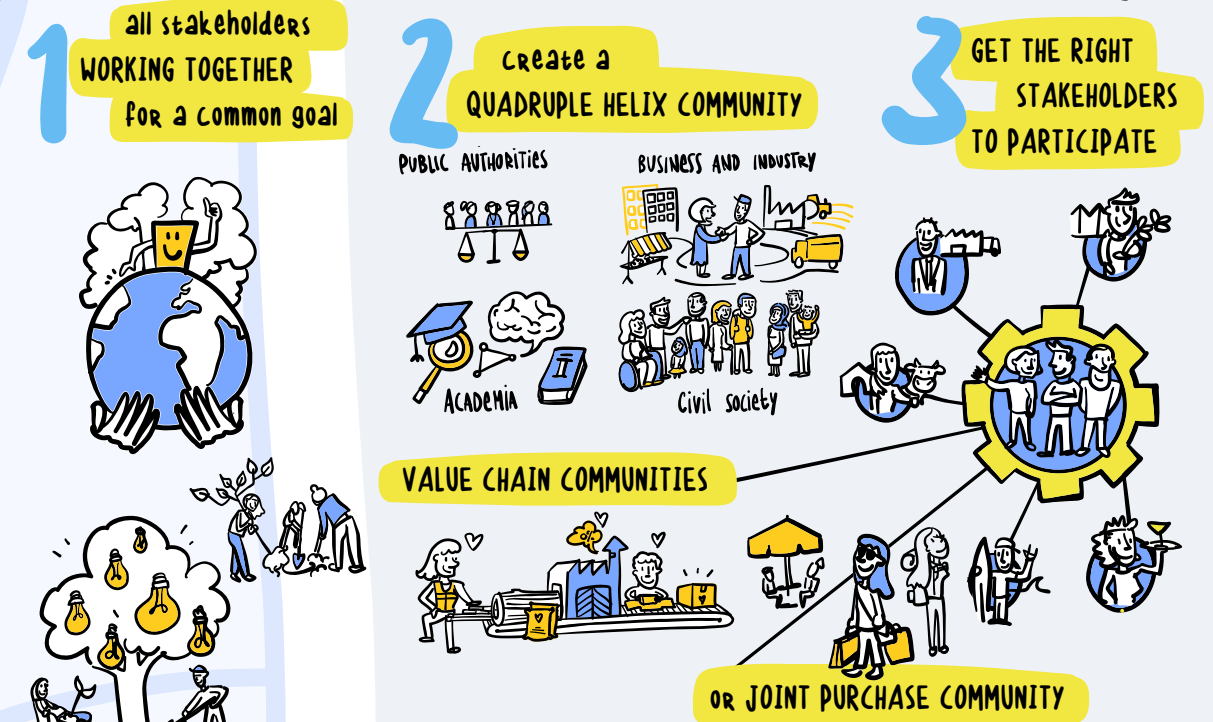 1
all stakeholders
WORKING TOGETHER
for a common goal
2
Create a
QUADRUPLE HELIX COMMUNITY
PUBLIC AUTHORITIES
BUSINESS AND INDUSTRY
ACADEMIA
Civil society
VALUE CHAIN COMMUNITIES
3
GET THE RIGHT
STAKEHOLDERS
TO PARTICIPATE
OR JOINT PURCHASE COMMUNITY